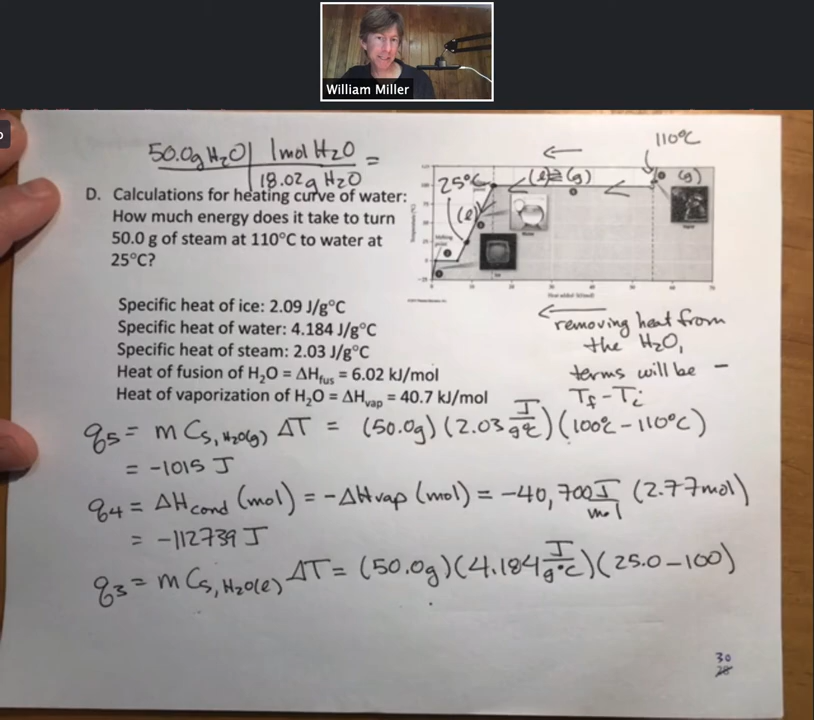 William Miller
50.0g H2O | 1 mol H2O =
18.02g H2O
110°C
25°C
(l)⇌(g)
(g)
(l)
D. Calculations for heating curve of water:
How much energy does it take to turn
50.0 g of steam at 110°C to water at
25°C?
Specific heat of ice: 2.09 J/g°C
Specific heat of water: 4.184 J/g°C
Specific heat of steam: 2.03 J/g°C
Heat of fusion of H2O = ΔHfus = 6.02 kJ/mol
Heat of vaporization of H2O = ΔHvap = 40.7 kJ/mol
removing heat from
the H2O,
terms will be -
Tf - Ti
q5 = m Cs, H2O(g) ΔT = (50.0g)(2.03 J/g°C)(100°C - 110°C)
= -1015 J
q4 = ΔHcond (mol) = -ΔHvap (mol) = -40,700 J/mol (2.77 mol)
= -112739 J
q3 = m Cs, H2O(l) ΔT = (50.0g)(4.184 J/g°C)(25.0 - 100)
30
28